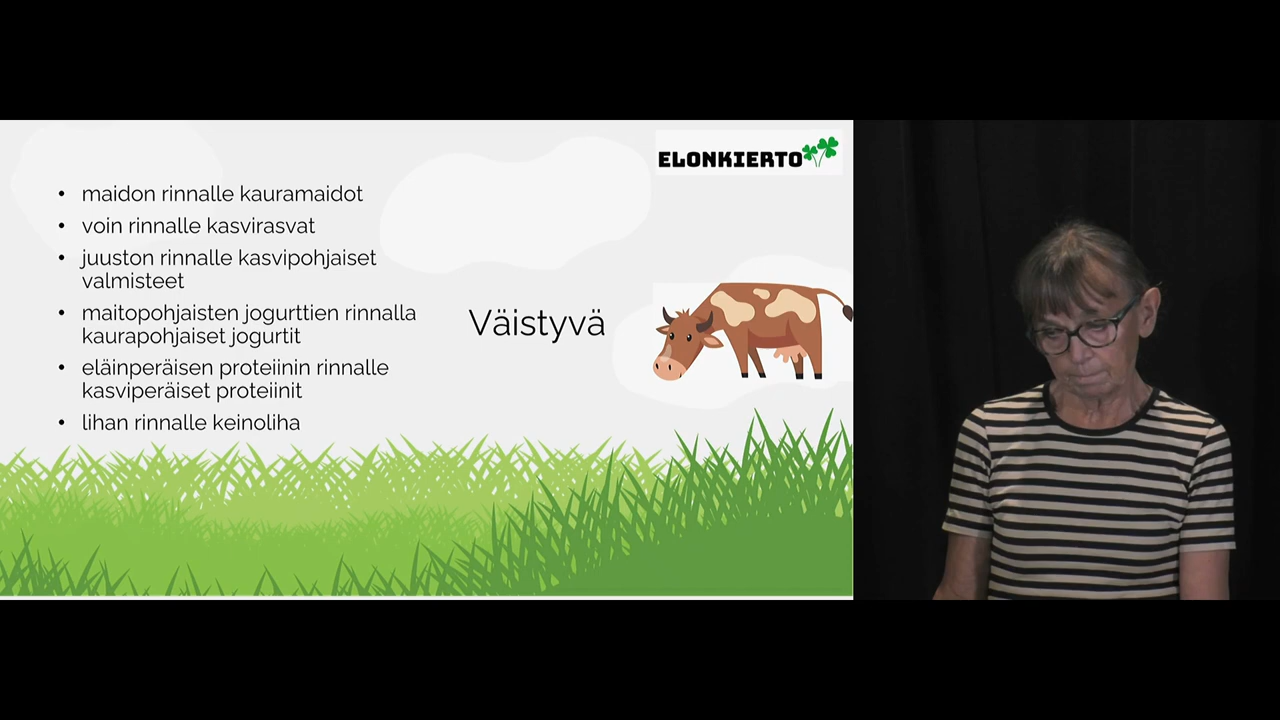 ELONKIERTO
maidon rinnalle kauramaidot
voin rinnalle kasvirasvat
juuston rinnalle kasvipohjaiset
valmisteet
maitopohjaisten jogurttien rinnalla
kaurapohjaiset jogurtit
eläinperäisen proteiinin rinnalle
kasviperäiset proteiinit
lihan rinnalle keinoliha
Väistyvä